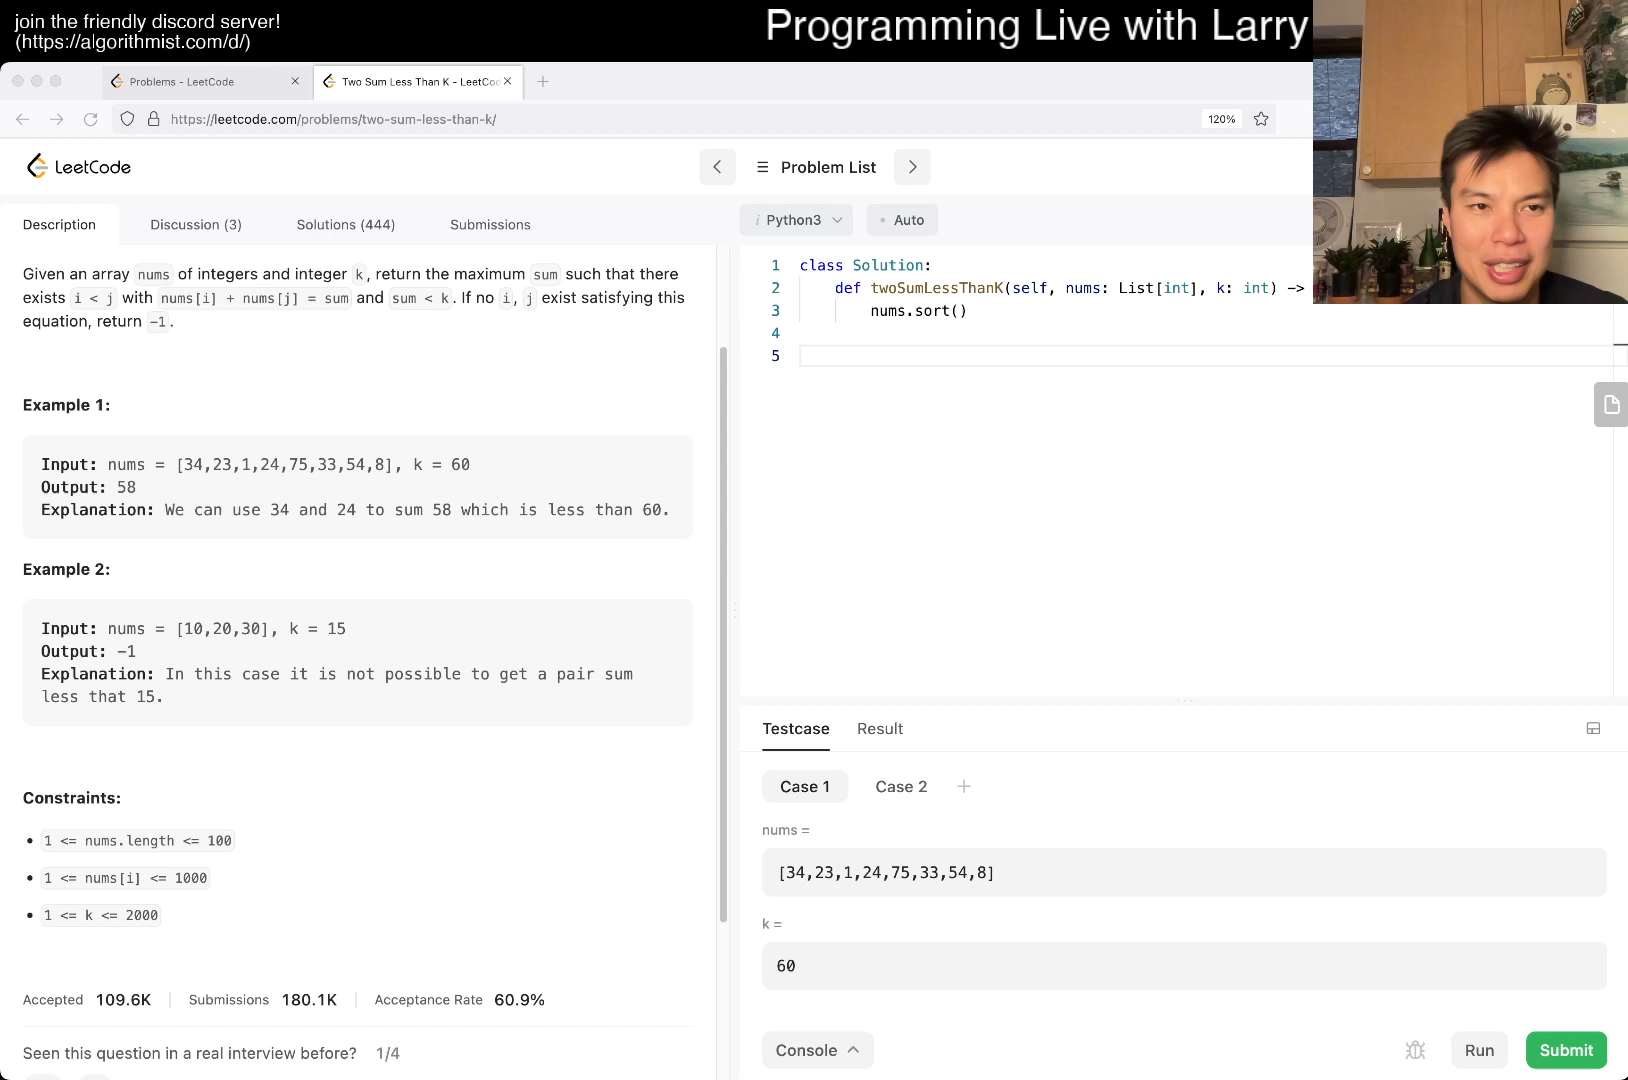 join the friendly discord server!
(https://algorithmist.com/d/)
Programming Live with Larry
Problems - LeetCode
Two Sum Less Than K - LeetCo
https://leetcode.com/problems/two-sum-less-than-k/
120%
LeetCode
Problem List
Description
Discussion (3)
Solutions (444)
Submissions
i Python3
• Auto
Given an array nums of integers and integer k, return the maximum sum such that there
exists i < j with nums[i] + nums[j] = sum and sum < k. If no i, j exist satisfying this
equation, return -1.
Example 1:
Input: nums = [34,23,1,24,75,33,54,8], k = 60
Output: 58
Explanation: We can use 34 and 24 to sum 58 which is less than 60.
Example 2:
Input: nums = [10,20,30], k = 15
Output: -1
Explanation: In this case it is not possible to get a pair sum
less that 15.
Constraints:
• 1 <= nums.length <= 100
• 1 <= nums[i] <= 1000
• 1 <= k <= 2000
Accepted 109.6K
Submissions 180.1K
Acceptance Rate 60.9%
Seen this question in a real interview before? 1/4
1 class Solution:
2 def twoSumLessThanK(self, nums: List[int], k: int) ->
3 nums.sort()
4
5
Testcase
Result
Case 1
Case 2
nums =
[34,23,1,24,75,33,54,8]
k =
60
Console
Run
Submit